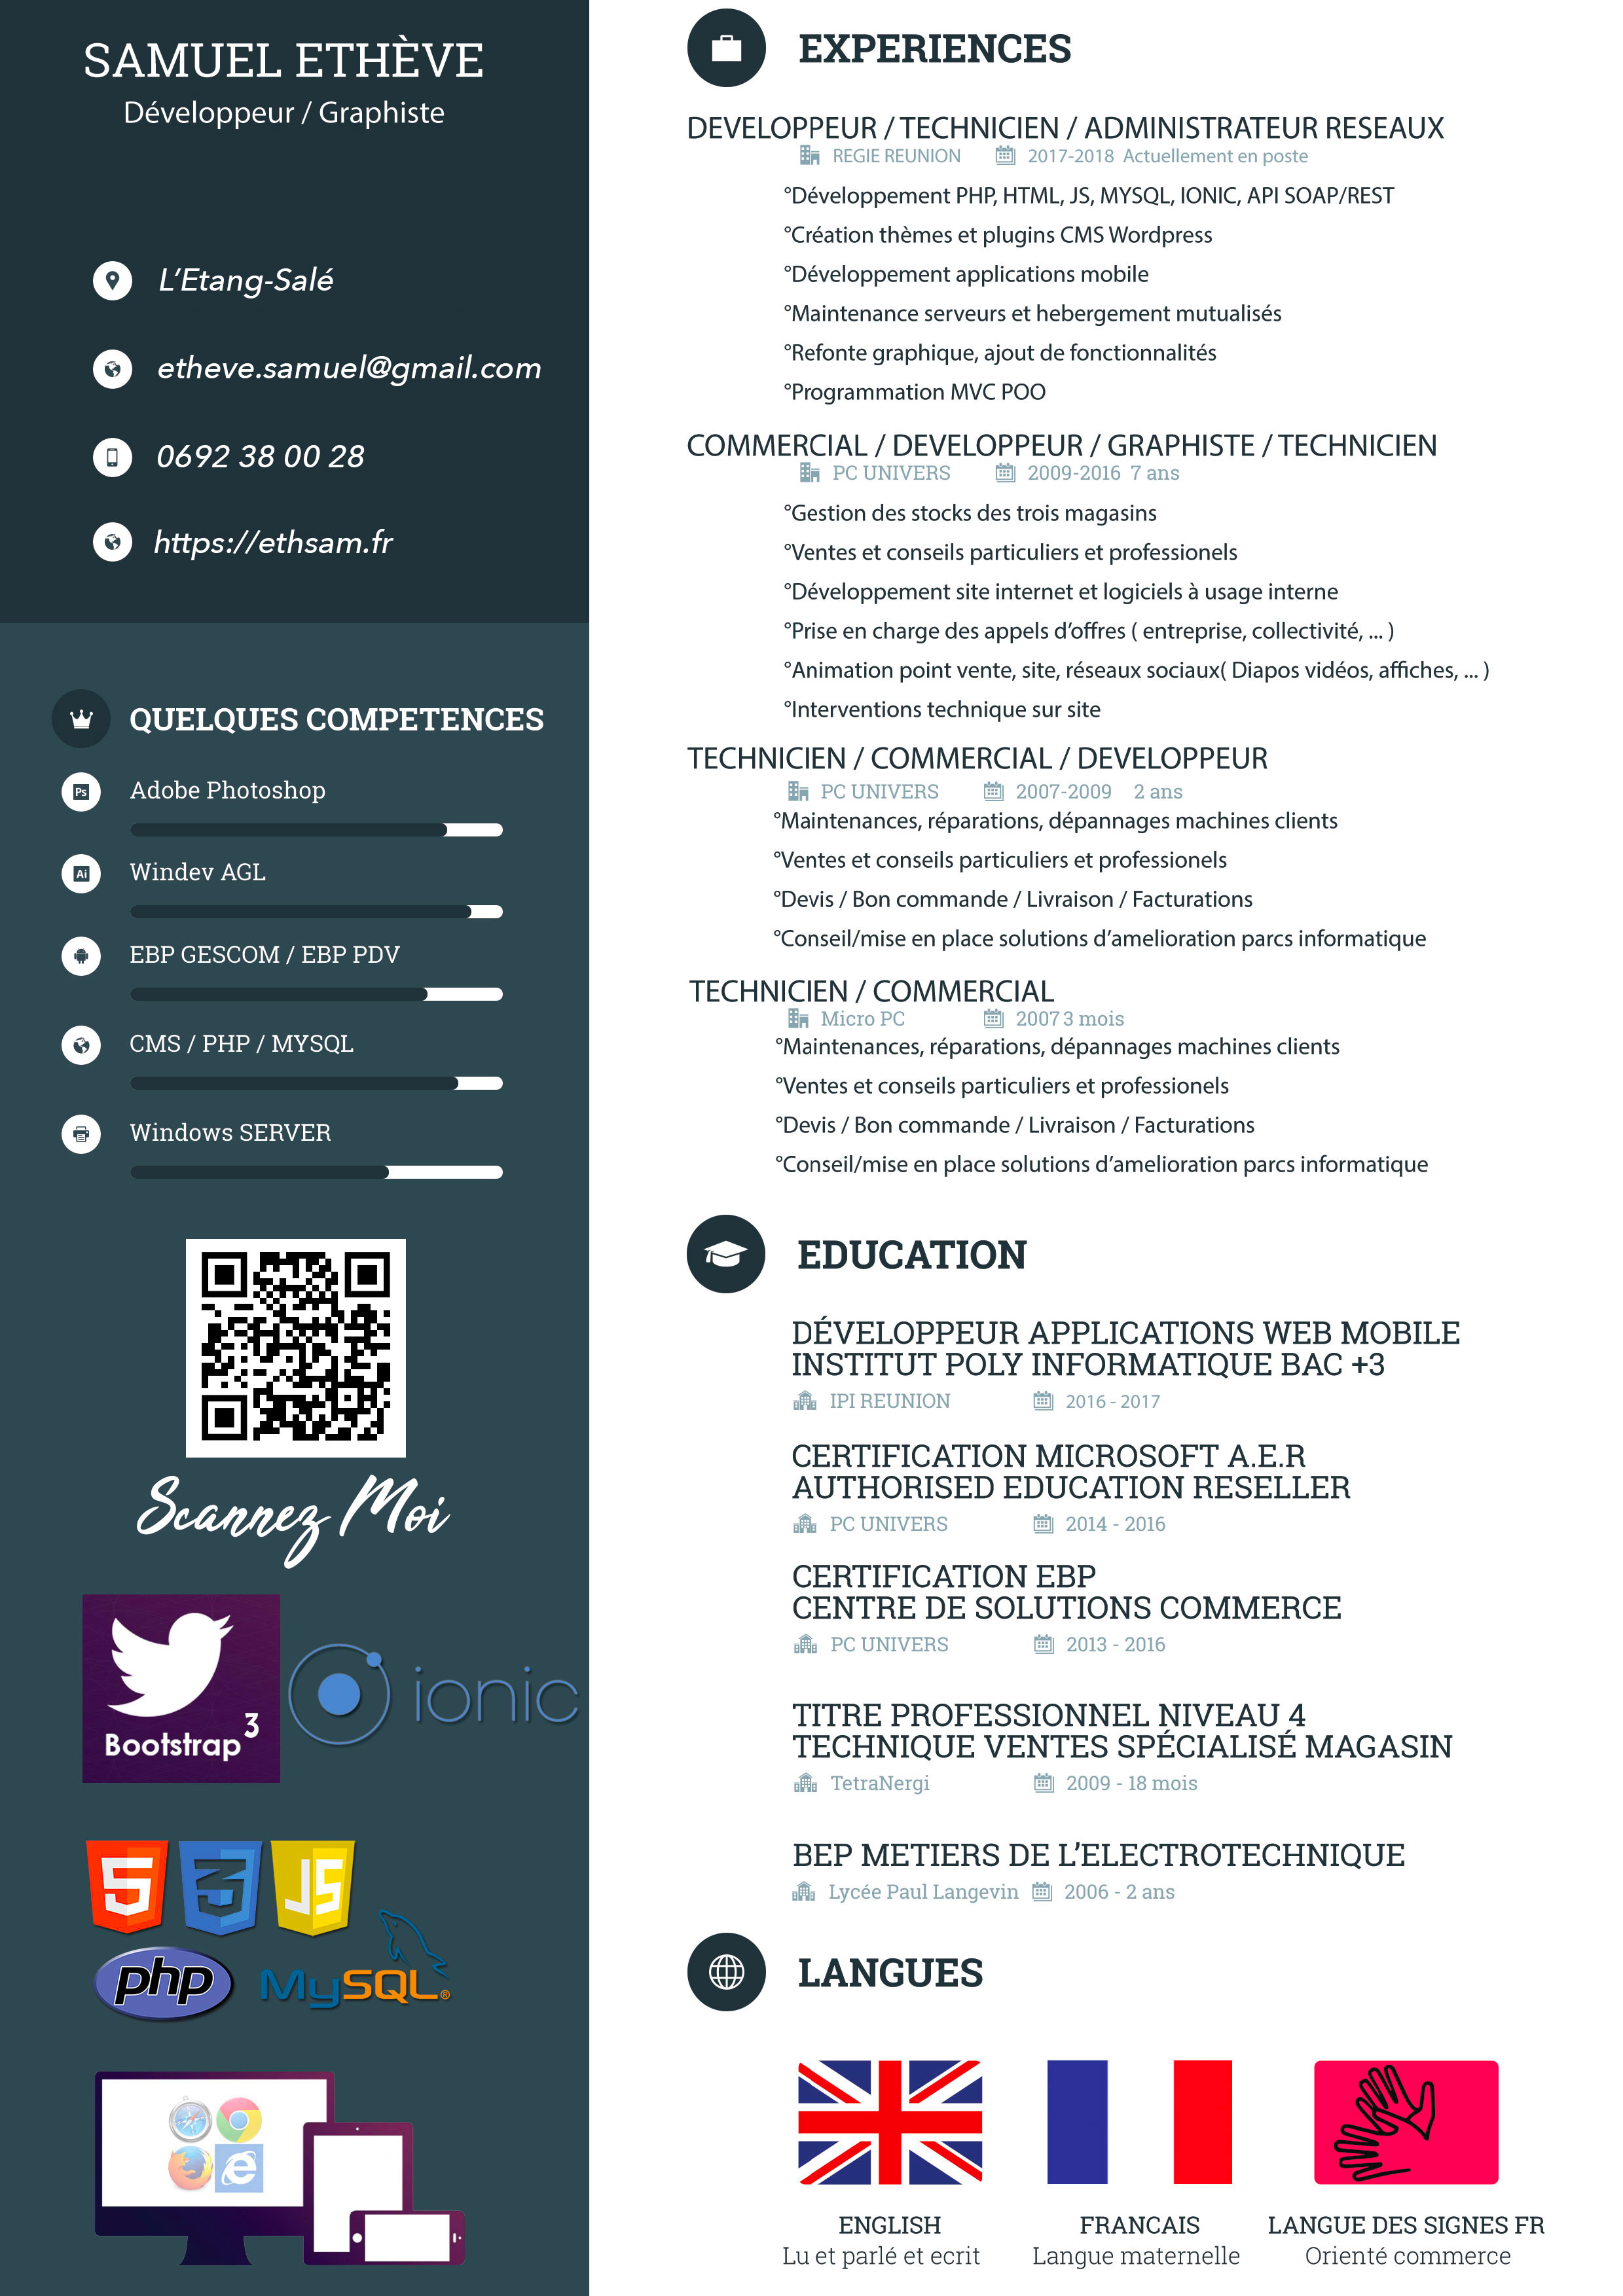 SAMUEL ETHÈVE
Développeur / Graphiste
L'Etang-Salé
etheve.samuel@gmail.com
0692 38 00 28
https://ethsam.fr
QUELQUES COMPETENCES
Ps
Adobe Photoshop
Ai
Windev AGL
EBP GESCOM / EBP PDV
CMS / PHP / MYSQL
Windows SERVER
Scannez Moi
Bootstrap 3
ionic
5
3
JS
php
MySQL®
EXPERIENCES
DEVELOPPEUR / TECHNICIEN / ADMINISTRATEUR RESEAUX
REGIE REUNION 2017-2018 Actuellement en poste
°Développement PHP, HTML, JS, MYSQL, IONIC, API SOAP/REST
°Création thèmes et plugins CMS Wordpress
°Développement applications mobile
°Maintenance serveurs et hebergement mutualisés
°Refonte graphique, ajout de fonctionnalités
°Programmation MVC POO
COMMERCIAL / DEVELOPPEUR / GRAPHISTE / TECHNICIEN
PC UNIVERS 2009-2016 7 ans
°Gestion des stocks des trois magasins
°Ventes et conseils particuliers et professionels
°Développement site internet et logiciels à usage interne
°Prise en charge des appels d'offres ( entreprise, collectivité, ... )
°Animation point vente, site, réseaux sociaux( Diapos vidéos, affiches, ... )
°Interventions technique sur site
TECHNICIEN / COMMERCIAL / DEVELOPPEUR
PC UNIVERS 2007-2009 2 ans
°Maintenances, réparations, dépannages machines clients
°Ventes et conseils particuliers et professionels
°Devis / Bon commande / Livraison / Facturations
°Conseil/mise en place solutions d'amelioration parcs informatique
TECHNICIEN / COMMERCIAL
Micro PC 2007 3 mois
°Maintenances, réparations, dépannages machines clients
°Ventes et conseils particuliers et professionels
°Devis / Bon commande / Livraison / Facturations
°Conseil/mise en place solutions d'amelioration parcs informatique
EDUCATION
DÉVELOPPEUR APPLICATIONS WEB MOBILE
INSTITUT POLY INFORMATIQUE BAC +3
IPI REUNION 2016 - 2017
CERTIFICATION MICROSOFT A.E.R
AUTHORISED EDUCATION RESELLER
PC UNIVERS 2014 - 2016
CERTIFICATION EBP
CENTRE DE SOLUTIONS COMMERCE
PC UNIVERS 2013 - 2016
TITRE PROFESSIONNEL NIVEAU 4
TECHNIQUE VENTES SPÉCIALISÉ MAGASIN
TetraNergi 2009 - 18 mois
BEP METIERS DE L'ELECTROTECHNIQUE
Lycée Paul Langevin 2006 - 2 ans
LANGUES
ENGLISH
Lu et parlé et ecrit
FRANCAIS
Langue maternelle
LANGUE DES SIGNES FR
Orienté commerce